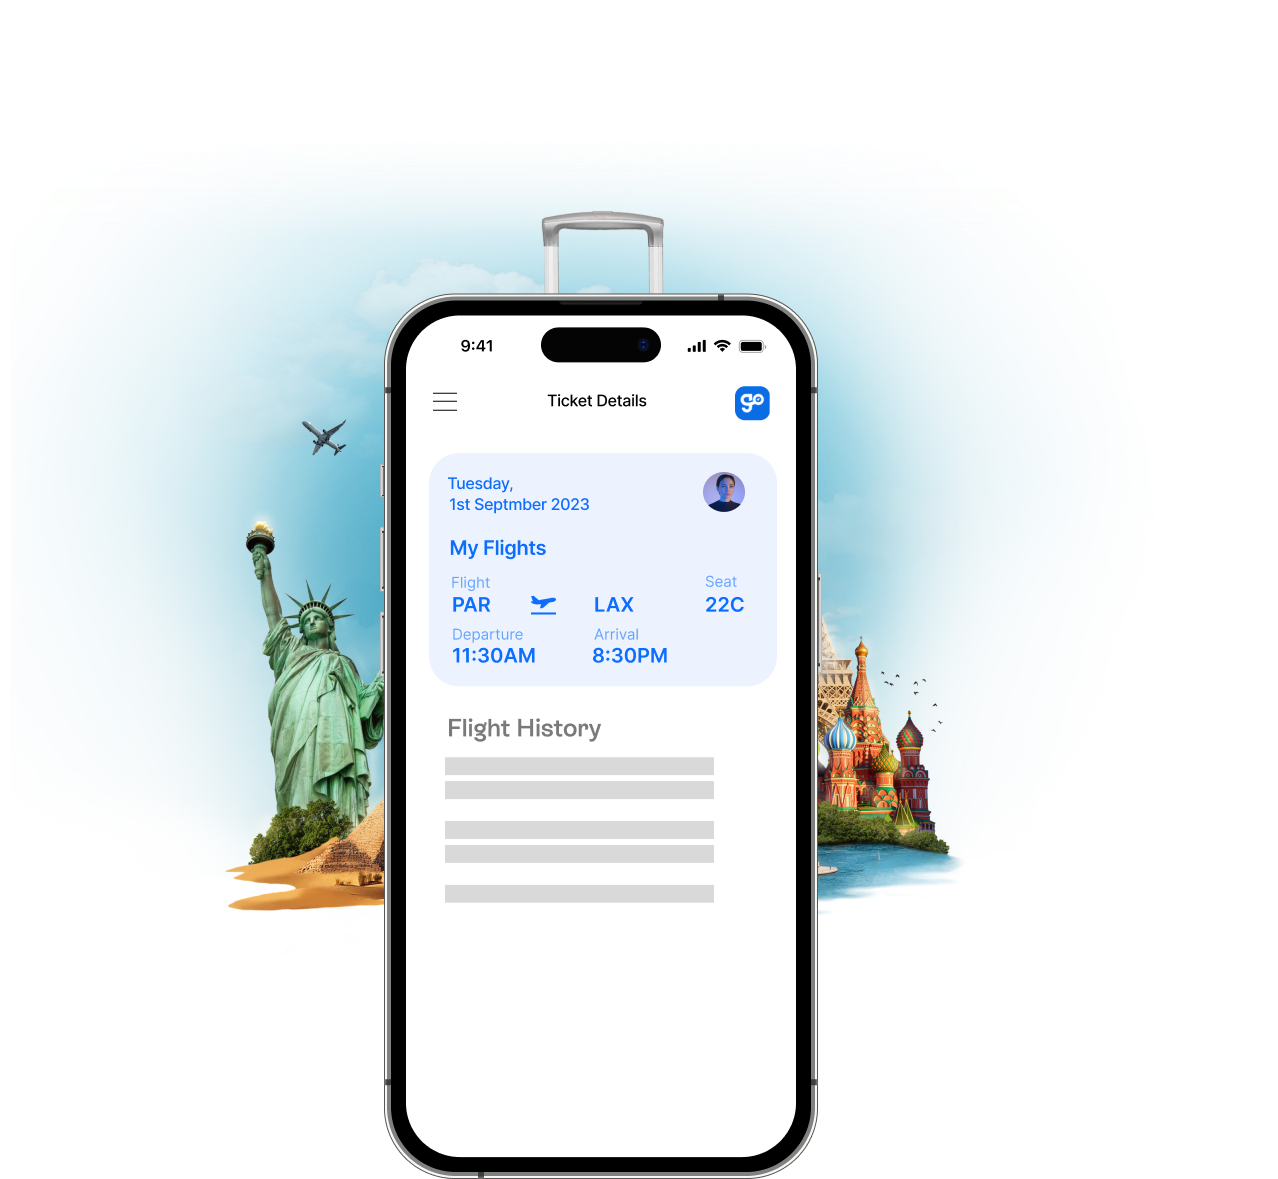 9:41
Ticket Details
go
Tuesday,
1st Septmber 2023
My Flights
Flight
Seat
PAR
LAX
22C
Departure
Arrival
11:30AM
8:30PM
Flight History